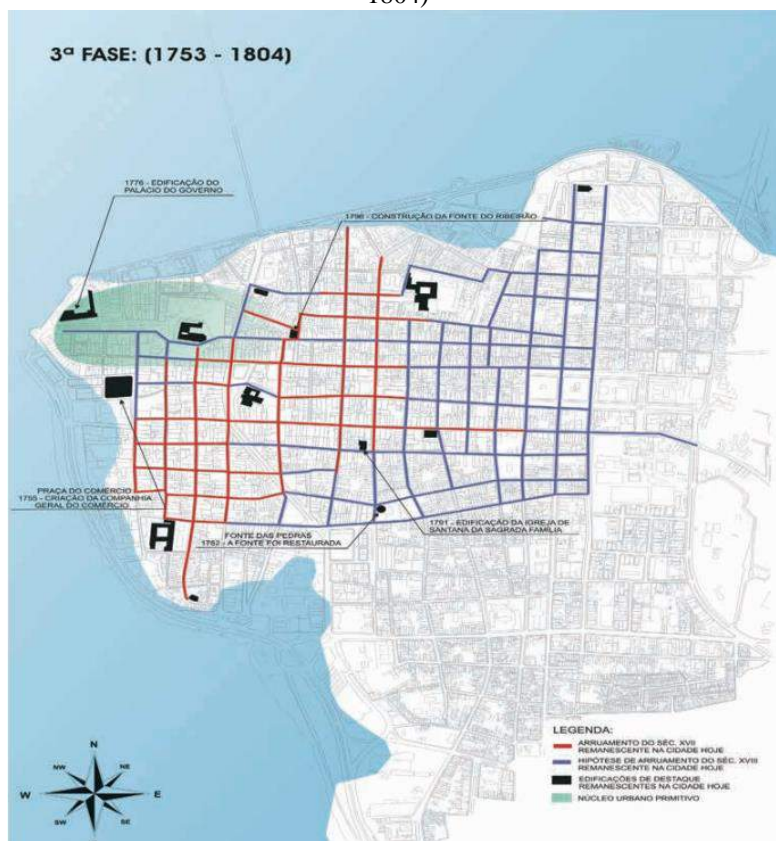 1804)
3ª FASE: (1753 - 1804)
1776 - EDIFICAÇÃO DO
PALÁCIO DO GOVERNO
1796 - CONSTRUÇÃO DA FONTE DO RIBEIRÃO
PRAÇA DO COMÉRCIO
1755 - CRIAÇÃO DA COMPANHIA
GERAL DO COMÉRCIO
FONTE DAS PEDRAS
1762 - A FONTE FOI RESTAURADA
1791 - EDIFICAÇÃO DA IGREJA DE
SANTANA DA SAGRADA FAMÍLIA
N
NW
NE
W
E
SW
SE
S
LEGENDA:
ARRUAMENTO DO SÉC. XVII
REMANESCENTE NA CIDADE HOJE
HIPÓTESE DE ARRUAMENTO DO SÉC. XVIII
REMANESCENTE NA CIDADE HOJE
EDIFICAÇÕES DE DESTAQUE
REMANESCENTES NA CIDADE HOJE
NÚCLEO URBANO PRIMITIVO